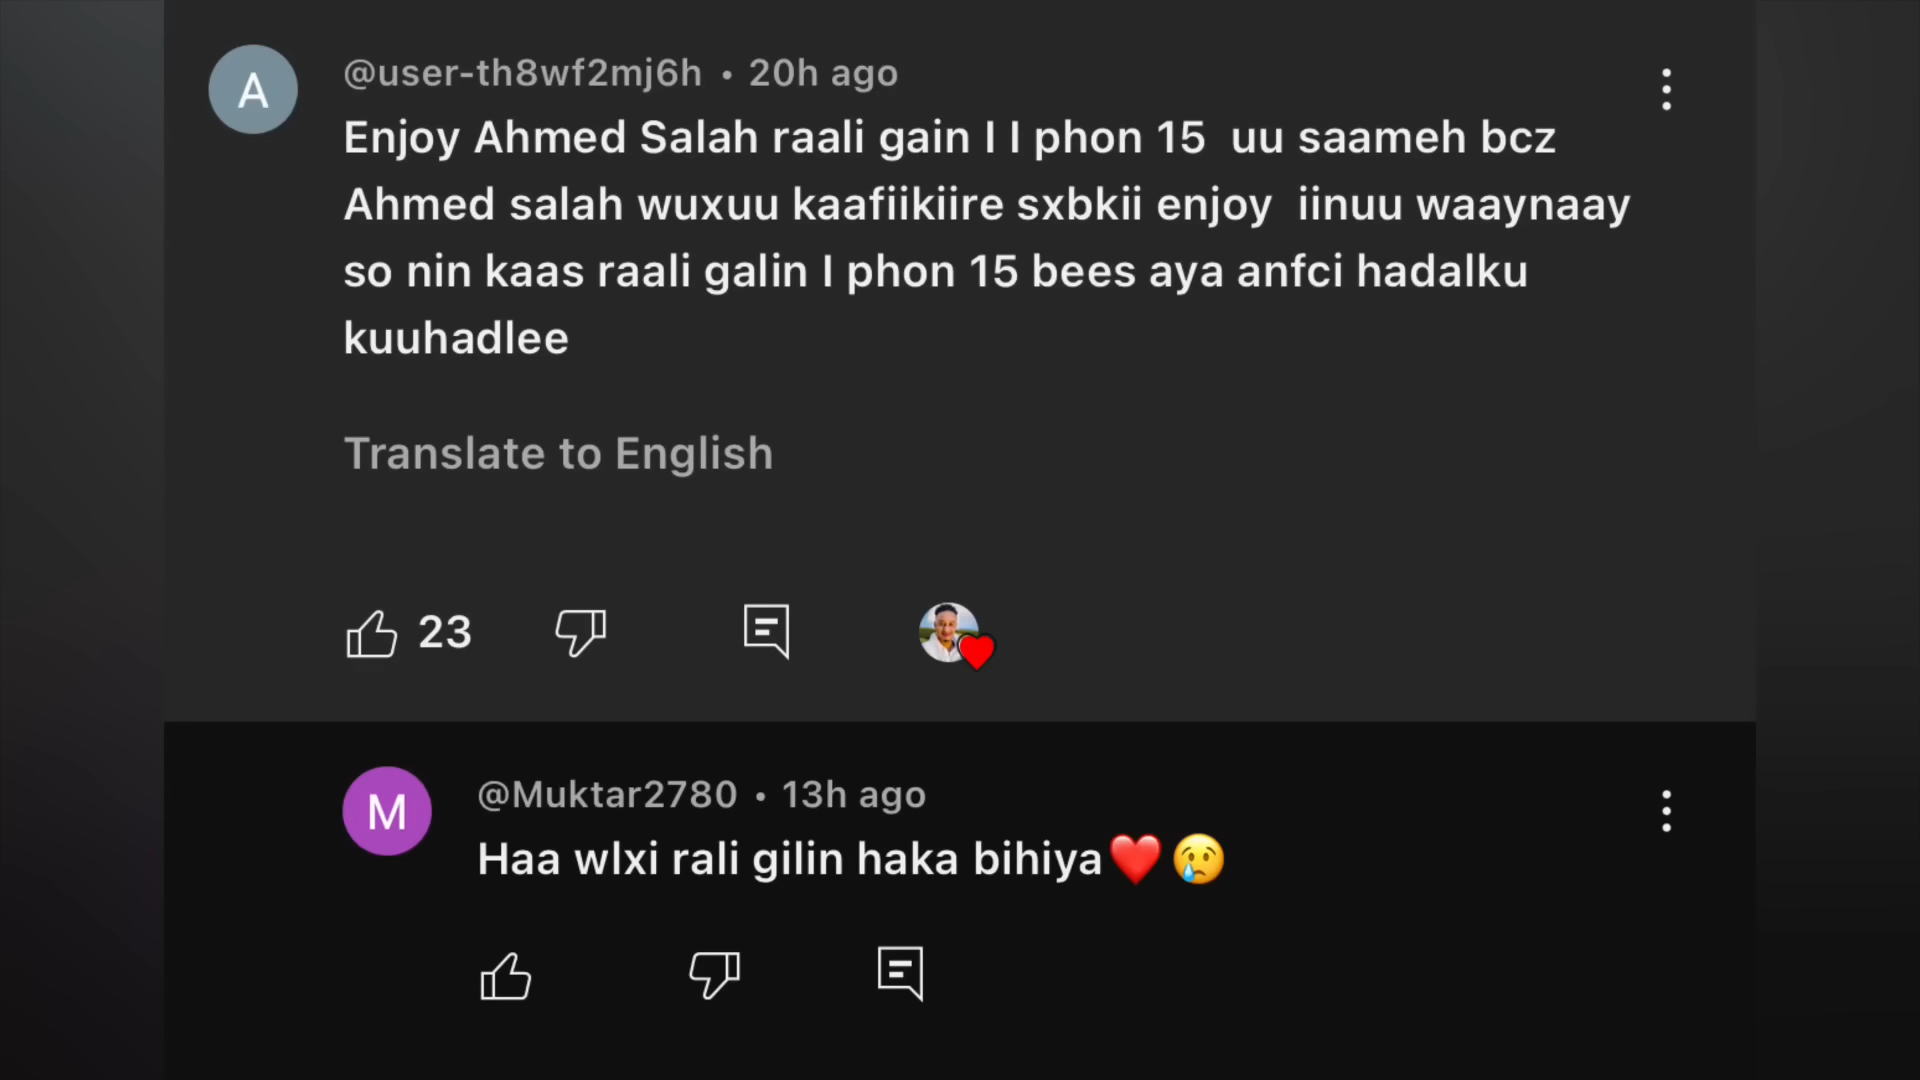 A
@user-th8wf2mj6h • 20h ago
Enjoy Ahmed Salah raali gain I I phon 15  uu saameh bcz
Ahmed salah wuxuu kaafiikiire sxbkii enjoy  iinuu waaynaay
so nin kaas raali galin I phon 15 bees aya anfci hadalku
kuuhadlee
Translate to English
23
M
@Muktar2780 • 13h ago
Haa wlxi rali gilin haka bihiya❤️😢